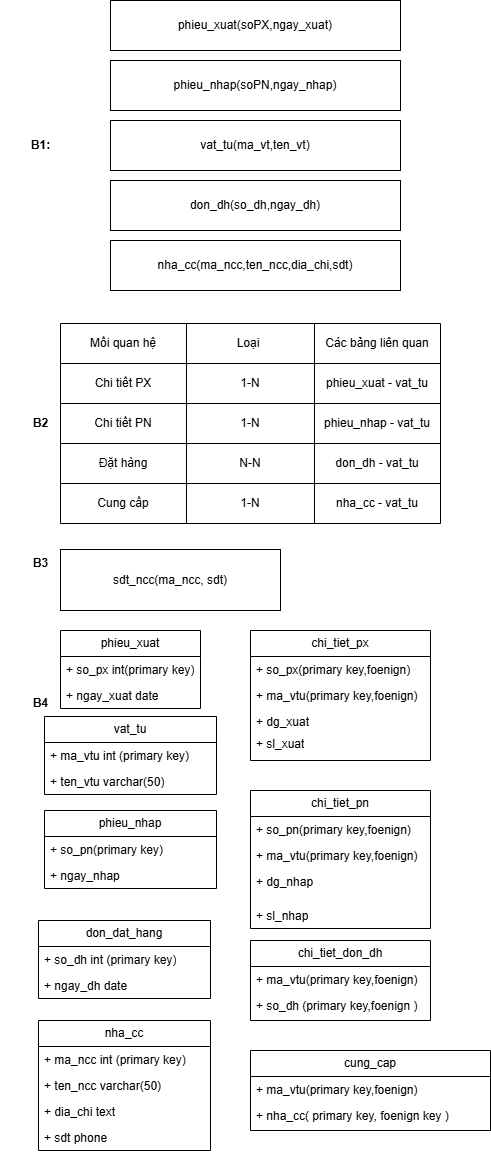 phieu_xuat(soPX,ngay_xuat)
phieu_nhap(soPN,ngay_nhap)
B1:
vat_tu(ma_vt,ten_vt)
don_dh(so_dh,ngay_dh)
nha_cc(ma_ncc,ten_ncc,dia_chi,sdt)
Mối quan hệ Loại Các bảng liên quan
Chi tiết PX 1-N phieu_xuat - vat_tu
B2
Chi tiết PN 1-N phieu_nhap - vat_tu
Đặt hàng N-N don_dh - vat_tu
Cung cấp 1-N nha_cc - vat_tu
B3
sdt_ncc(ma_ncc, sdt)
B4
phieu_xuat
+ so_px int(primary key)
+ ngay_xuat date
vat_tu
+ ma_vtu int (primary key)
+ ten_vtu varchar(50)
phieu_nhap
+ so_pn(primary key)
+ ngay_nhap
don_dat_hang
+ so_dh int (primary key)
+ ngay_dh date
nha_cc
+ ma_ncc int (primary key)
+ ten_ncc varchar(50)
+ dia_chi text
+ sdt phone
chi_tiet_px
+ so_px(primary key,foenign)
+ ma_vtu(primary key,foenign)
+ dg_xuat
+ sl_xuat
chi_tiet_pn
+ so_pn(primary key,foenign)
+ ma_vtu(primary key,foenign)
+ dg_nhap
+ sl_nhap
chi_tiet_don_dh
+ ma_vtu(primary key,foenign)
+ so_dh (primary key,foenign )
cung_cap
+ ma_vtu(primary key,foenign)
+ nha_cc( primary key, foenign key )